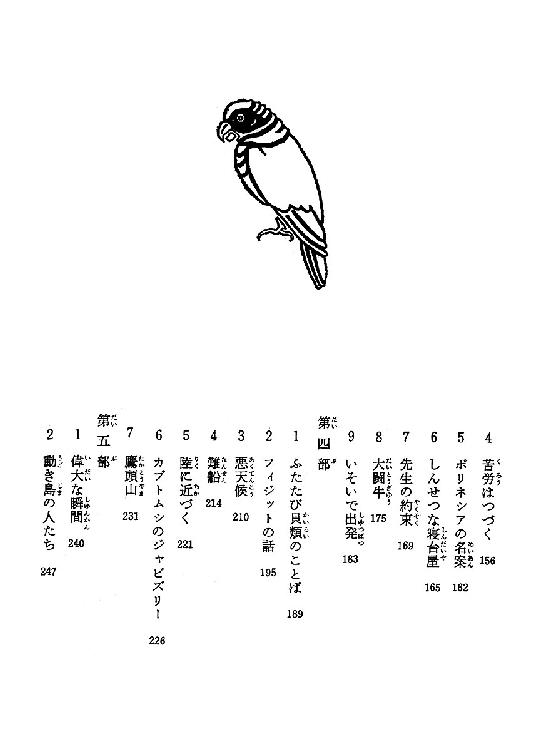 4 苦労はつづく 156
5 ポリネシアの名案 162
6 しんせつな寝台屋 165
7 先生の約束 169
8 大闘牛 175
9 いそいで出発 183
第四部
1 ふたたび貝類のことば 189
2 フィジットの話 195
3 悪天候 210
4 難船 214
5 陸に近づく 221
6 カブトムシのジャビズリー 226
7 鷹頭山 231
第五部
1 偉大な瞬間 240
2 動き島の人たち 247